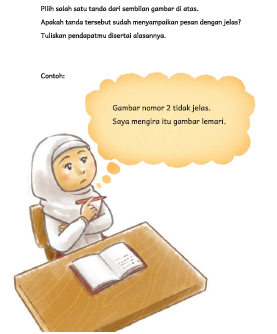 Pilih salah satu tanda dari sembilan gambar di atas.
Apakah tanda tersebut sudah menyampaikan pesan dengan jelas?
Tuliskan pendapatmu disertai alasannya.
Contoh:
Gambar nomor 2 tidak jelas.
Saya mengira itu gambar lemari.